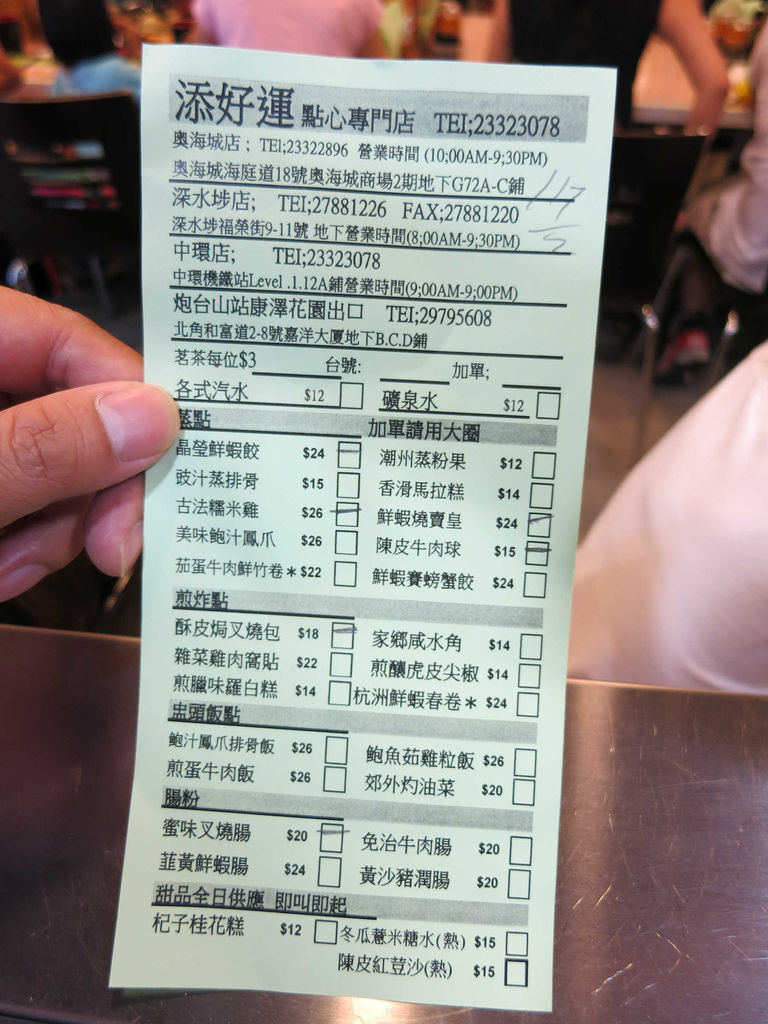 添好運 點心專門店 TEI;23323078
奧海城店; TEI;23322896 營業時間 (10;00AM-9;30PM)
奧海城海庭道18號奧海城商場2期地下G72A-C鋪
深水埗店; TEI;27881226 FAX;27881220
深水埗福榮街9-11號 地下營業時間(8;00AM-9;30PM)
中環店; TEI;23323078
中環機鐵站Level .1.12A鋪營業時間(9;00AM-9;00PM)
炮台山站康澤花園出口 TEI;29795608
北角和富道2-8號嘉洋大廈地下B.C.D鋪
茗茶每位$3 台號: 加單;
各式汽水 $12 礦泉水 $12
蒸點 加單請用大圈
晶瑩鮮蝦餃 $24 潮州蒸粉果 $12
豉汁蒸排骨 $15 香滑馬拉糕 $14
古法糯米雞 $26 鮮蝦燒賣皇 $24
美味鮑汁鳳爪 $26 陳皮牛肉球 $15
茄蛋牛肉鮮竹卷* $22 鮮蝦賽螃蟹餃 $24
煎炸點
酥皮焗叉燒包 $18 家鄉咸水角 $14
雜菜雞肉窩貼 $22 煎釀虎皮尖椒 $14
煎臘味羅白糕 $14 杭洲鮮蝦春卷* $24
盅頭飯點
鮑汁鳳爪排骨飯 $26 鮑魚茹雞粒飯 $26
煎蛋牛肉飯 $26 郊外灼油菜 $20
腸粉
蜜味叉燒腸 $20 免治牛肉腸 $20
韮黃鮮蝦腸 $24 黃沙豬潤腸 $20
甜品全日供應 即叫即起
杞子桂花糕 $12 冬瓜薏米糖水(熱) $15
陳皮紅荳沙(熱) $15